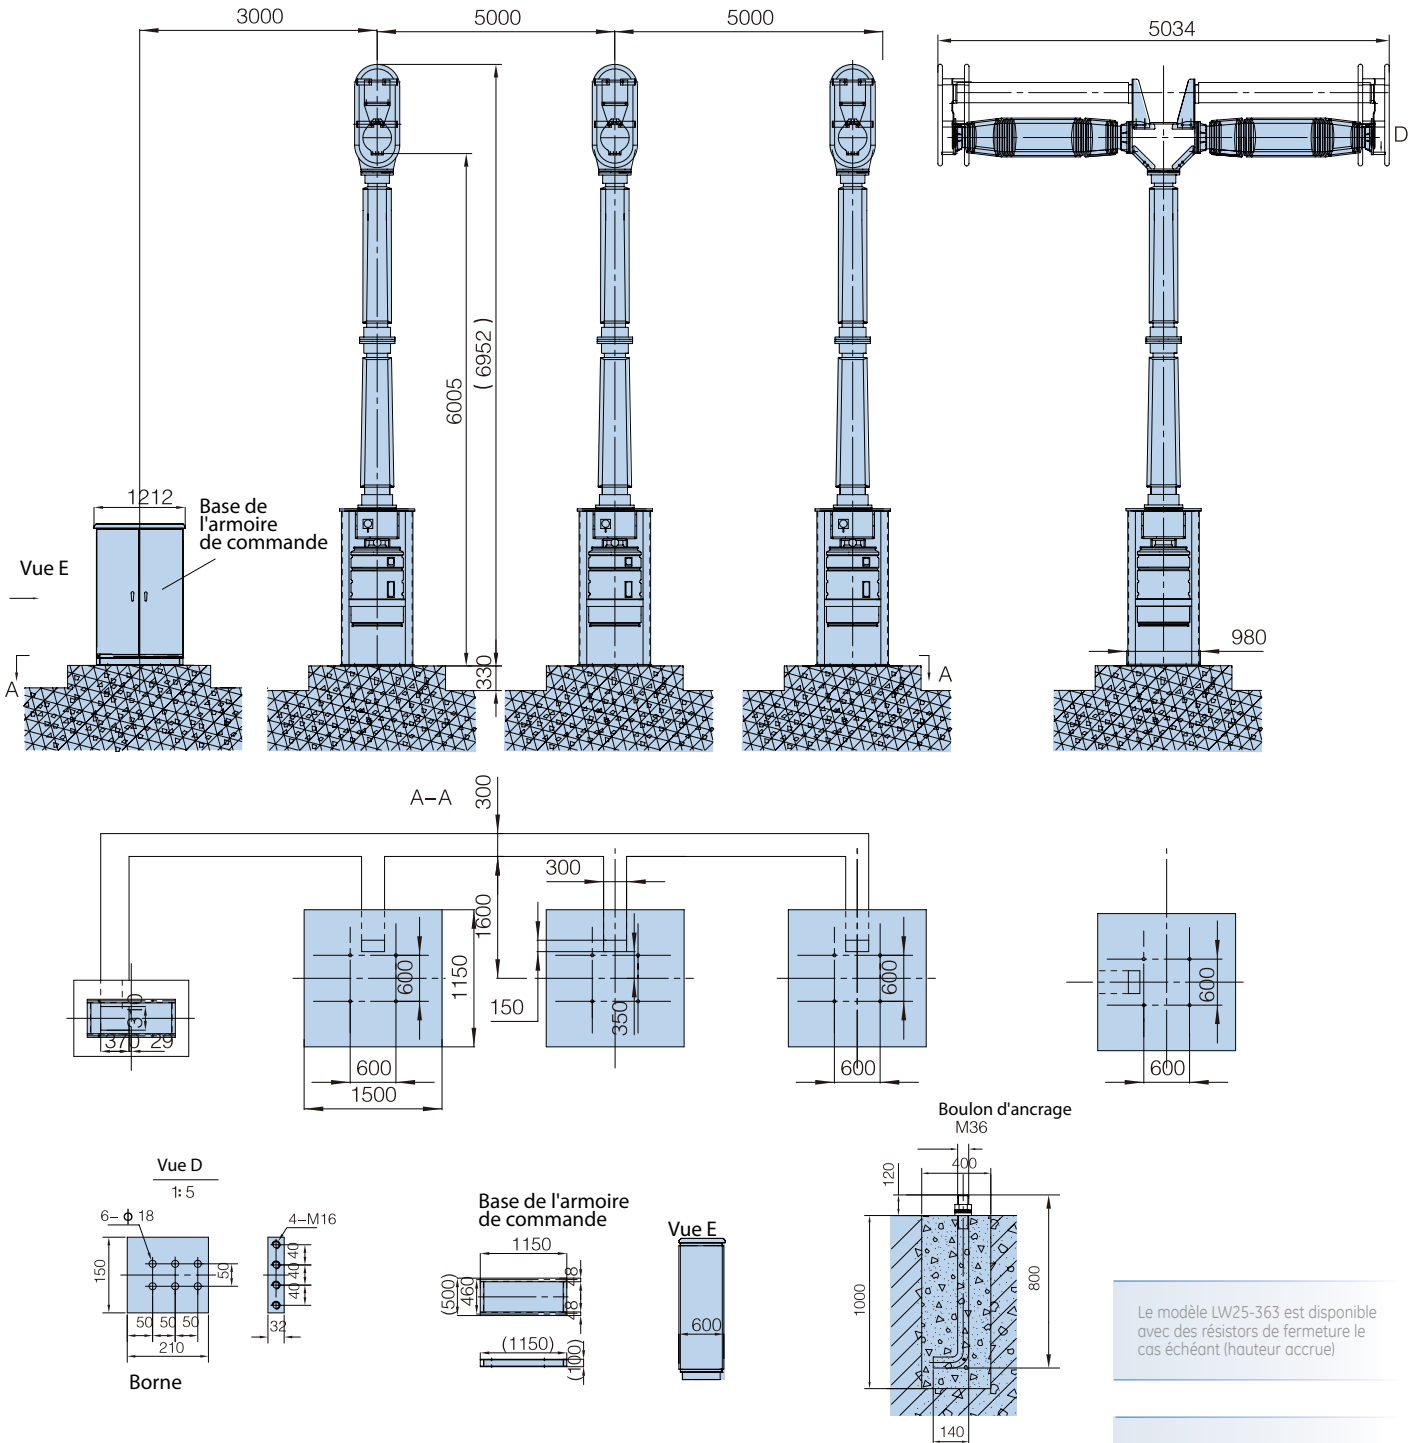 3000
5000
5000
5034
D
6005
( 6952 )
1212
Base de
l'armoire
de commande
Vue E
A
330
A
980
A–A
300
300
1600
600
1150
150
350
600
600
310
370
29
600
1500
600
600
Boulon d'ancrage
M36
400
120
800
1000
140
Vue D
1: 5
6– ϕ 18
4–M16
150
50
40
40
40
50
50
50
210
32
Borne
Base de l'armoire
de commande
1150
(500)
460
48
48
(1150)
(100)
Vue E
600
Le modèle LW25-363 est disponible
avec des résistors de fermeture le
cas échéant (hauteur accrue)